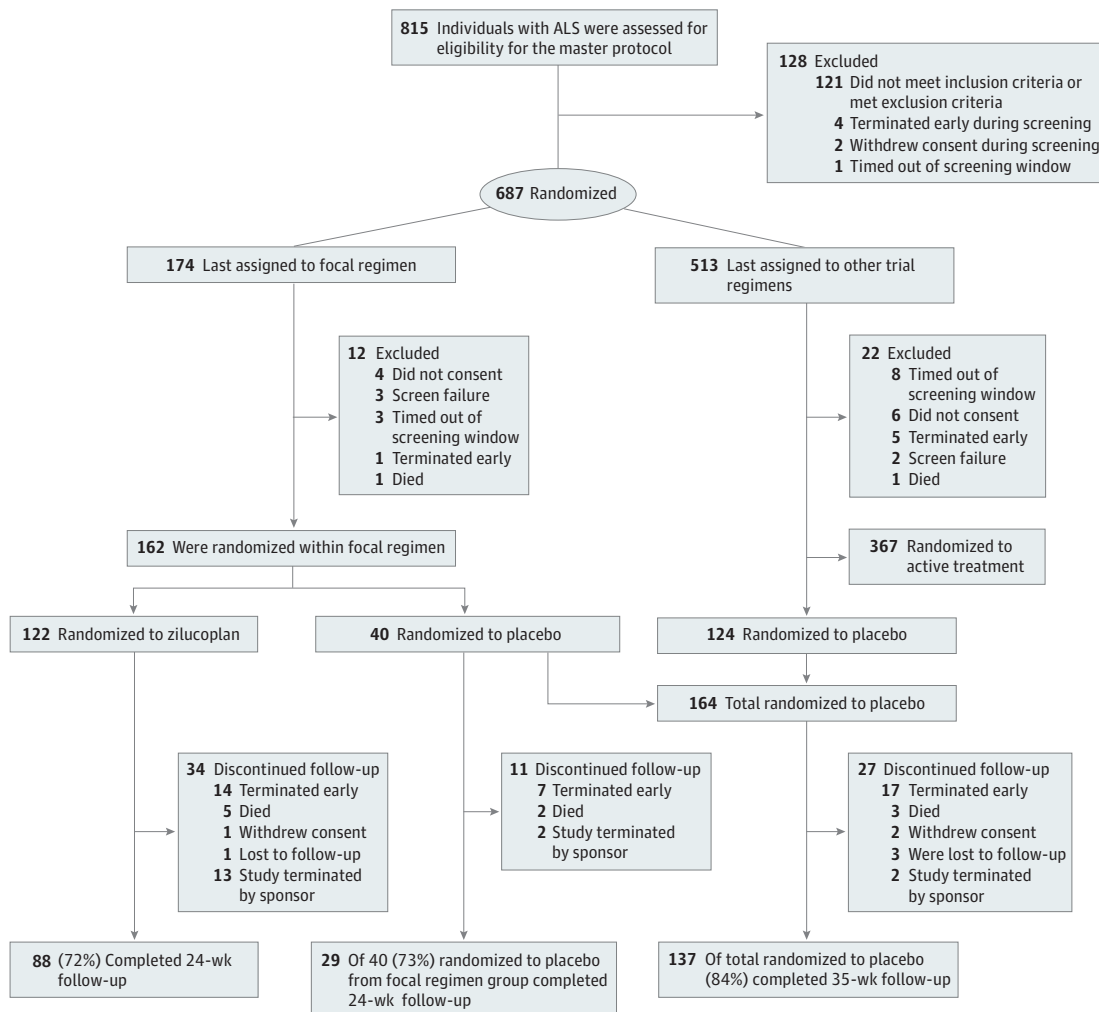 815 Individuals with ALS were assessed for
eligibility for the master protocol
128 Excluded
121 Did not meet inclusion criteria or
met exclusion criteria
4 Terminated early during screening
2 Withdrew consent during screening
1 Timed out of screening window
687 Randomized
174 Last assigned to focal regimen
513 Last assigned to other trial
regimens
12 Excluded
4 Did not consent
3 Screen failure
3 Timed out of
screening window
1 Terminated early
1 Died
22 Excluded
8 Timed out of
screening window
6 Did not consent
5 Terminated early
2 Screen failure
1 Died
162 Were randomized within focal regimen
367 Randomized to
active treatment
122 Randomized to zilucoplan
40 Randomized to placebo
124 Randomized to placebo
164 Total randomized to placebo
34 Discontinued follow-up
14 Terminated early
5 Died
1 Withdrew consent
1 Lost to follow-up
13 Study terminated
by sponsor
11 Discontinued follow-up
7 Terminated early
2 Died
2 Study terminated
by sponsor
27 Discontinued follow-up
17 Terminated early
3 Died
2 Withdrew consent
3 Were lost to follow-up
2 Study terminated
by sponsor
88 (72%) Completed 24-wk
follow-up
29 Of 40 (73%) randomized to placebo
from focal regimen group completed
24-wk follow-up
137 Of total randomized to placebo
(84%) completed 35-wk follow-up